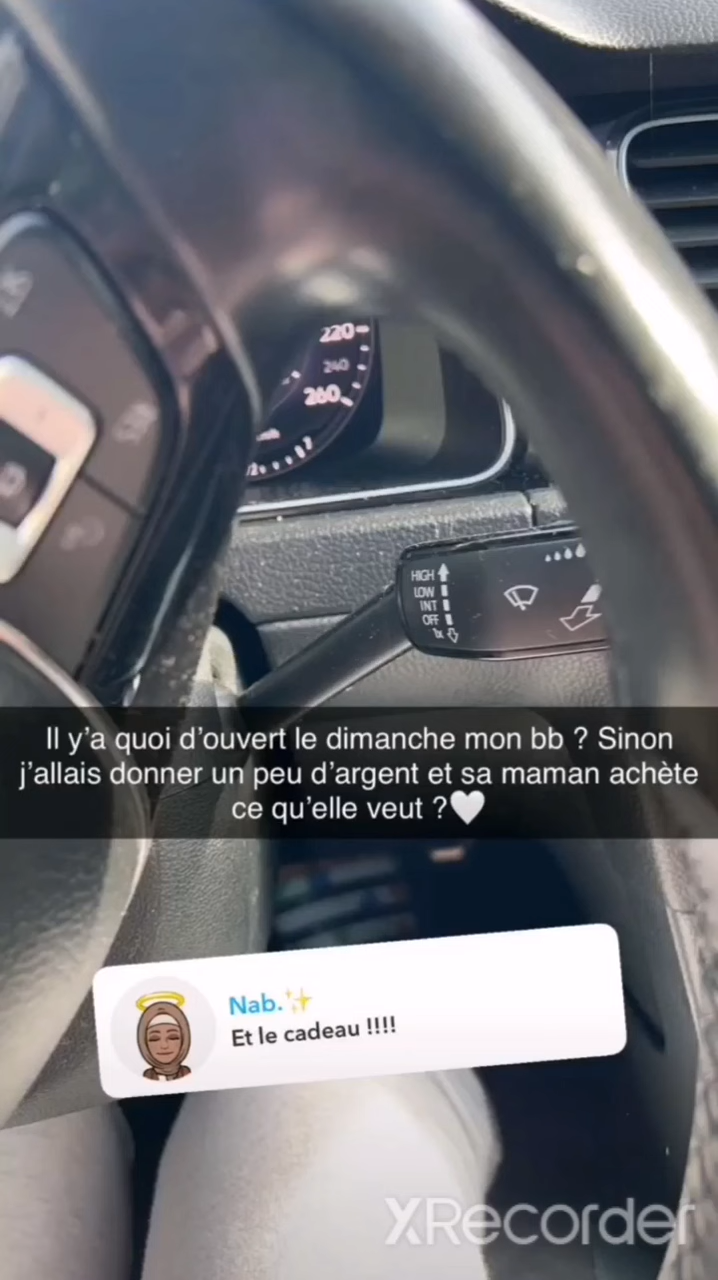 220
240
260
HIGH
LOW
INT
OFF
1x
Il y'a quoi d'ouvert le dimanche mon bb ? Sinon
j'allais donner un peu d'argent et sa maman achète
ce qu'elle veut ?🤍
Nab.✨
Et le cadeau !!!!
XRecorder